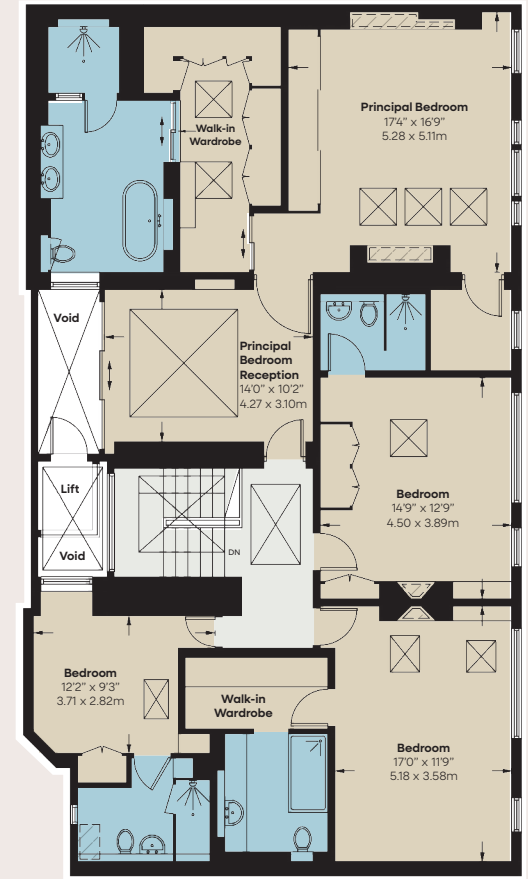 Principal Bedroom
17'4" x 16'9"
5.28 x 5.11m
Walk-in
Wardrobe
Void
Principal
Bedroom
Reception
14'0" x 10'2"
4.27 x 3.10m
Lift
Void
DN
Bedroom
14'9" x 12'9"
4.50 x 3.89m
Bedroom
12'2" x 9'3"
3.71 x 2.82m
Walk-in
Wardrobe
Bedroom
17'0" x 11'9"
5.18 x 3.58m